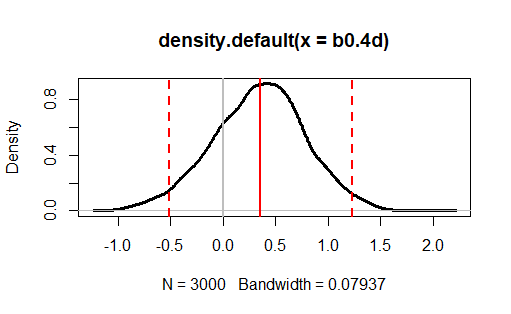 density.default(x = b0.4d)
Density
0.8
0.4
0.0
-1.0 -0.5 0.0 0.5 1.0 1.5 2.0
N = 3000 Bandwidth = 0.07937